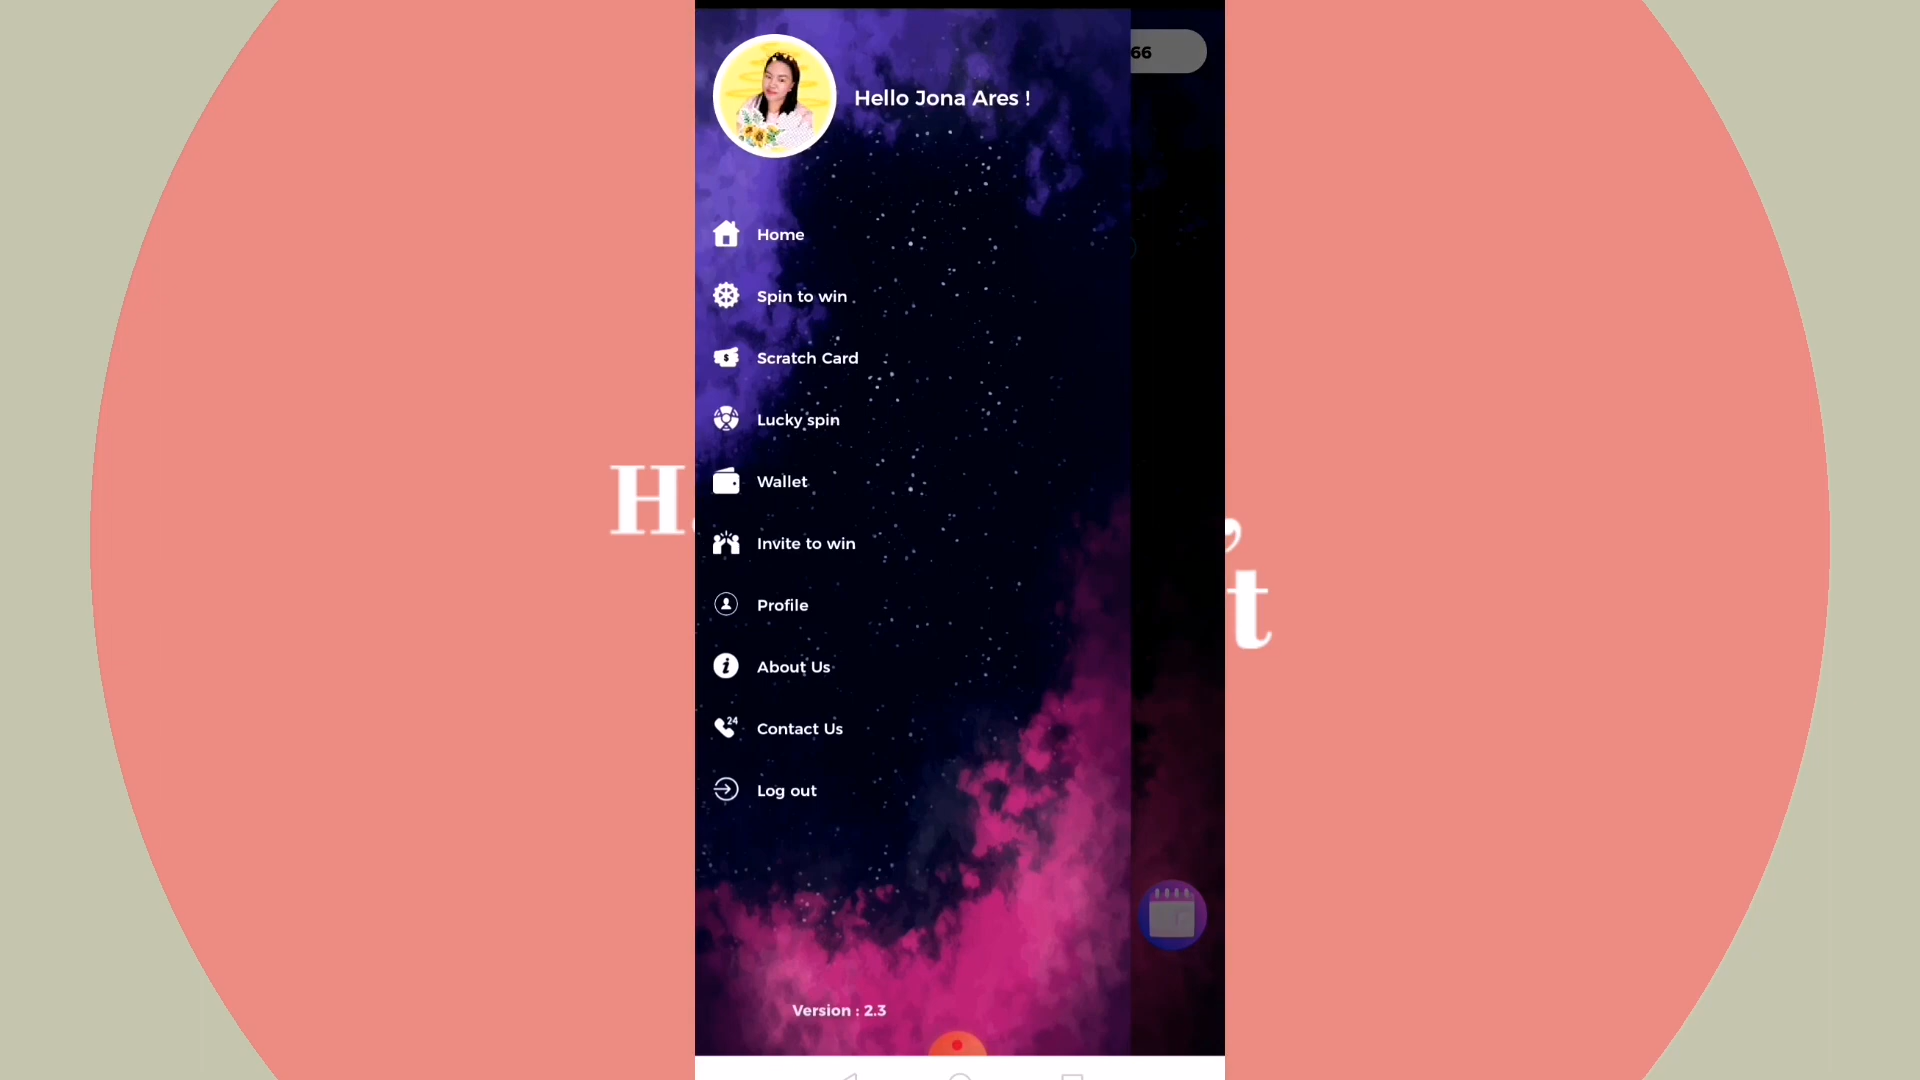 66
Hello Jona Ares !
Home
Spin to win
Scratch Card
Lucky spin
Wallet
Invite to win
Profile
About Us
24
Contact Us
Log out
Version : 2.3